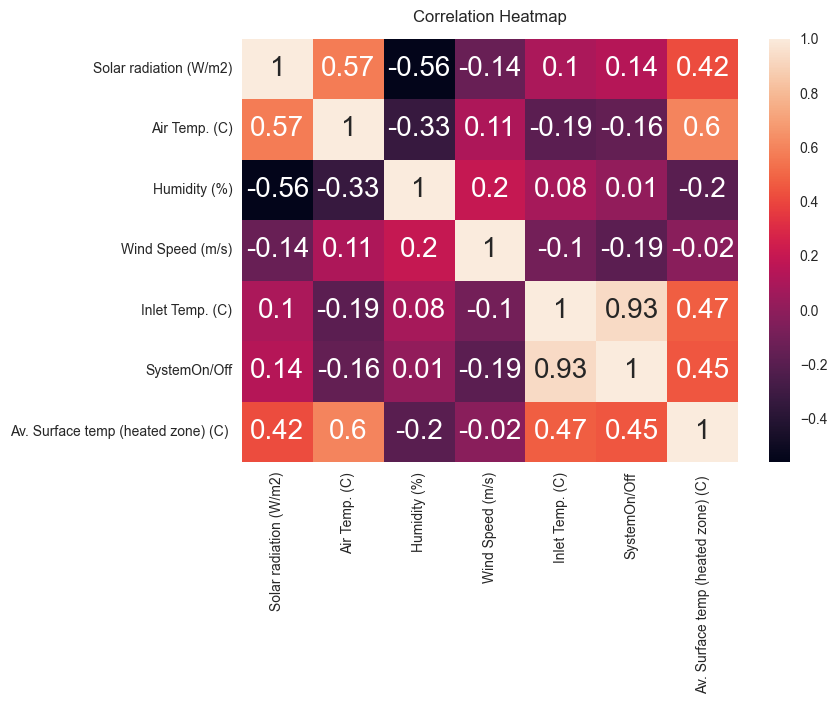 Correlation Heatmap
Solar radiation (W/m2) 1 0.57 -0.56 -0.14 0.1 0.14 0.42
Air Temp. (C) 0.57 1 -0.33 0.11 -0.19 -0.16 0.6
Humidity (%) -0.56 -0.33 1 0.2 0.08 0.01 -0.2
Wind Speed (m/s) -0.14 0.11 0.2 1 -0.1 -0.19 -0.02
Inlet Temp. (C) 0.1 -0.19 0.08 -0.1 1 0.93 0.47
SystemOn/Off 0.14 -0.16 0.01 -0.19 0.93 1 0.45
Av. Surface temp (heated zone) (C) 0.42 0.6 -0.2 -0.02 0.47 0.45 1
Solar radiation (W/m2)
Air Temp. (C)
Humidity (%)
Wind Speed (m/s)
Inlet Temp. (C)
SystemOn/Off
Av. Surface temp (heated zone) (C)
1.0
0.8
0.6
0.4
0.2
0.0
−0.2
−0.4